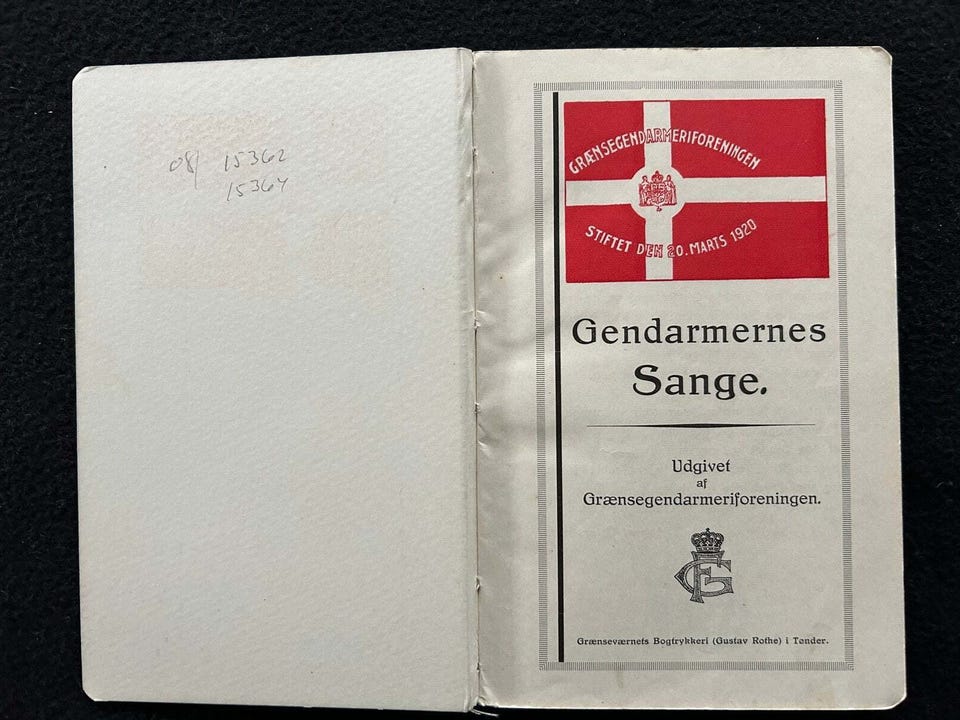 08/ 15362
15364
GRÆNSEGENDARMERIFORENINGEN
STIFTET DEN 20. MARTS 1920
Gendarmernes
Sange.
Udgivet
af
Grænsegendarmeriforeningen.
Grænseværnets Bogtrykkeri (Gustav Rothe) i Tønder.